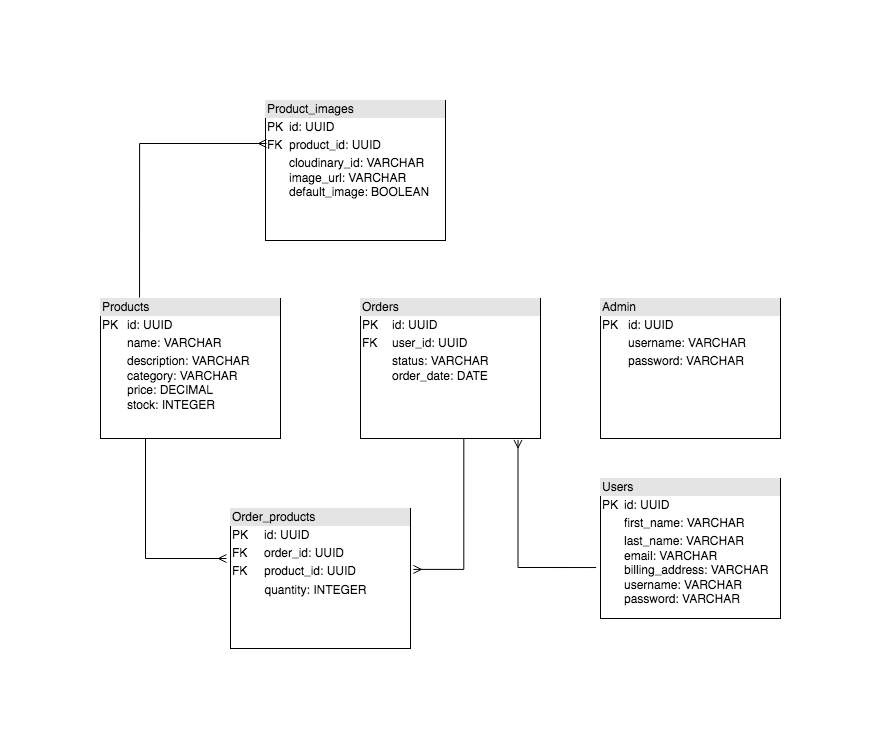 Product_images
PK id: UUID
FK product_id: UUID
cloudinary_id: VARCHAR
image_url: VARCHAR
default_image: BOOLEAN
Products
PK id: UUID
name: VARCHAR
description: VARCHAR
category: VARCHAR
price: DECIMAL
stock: INTEGER
Orders
PK id: UUID
FK user_id: UUID
status: VARCHAR
order_date: DATE
Admin
PK id: UUID
username: VARCHAR
password: VARCHAR
Users
PK id: UUID
first_name: VARCHAR
last_name: VARCHAR
email: VARCHAR
billing_address: VARCHAR
username: VARCHAR
password: VARCHAR
Order_products
PK id: UUID
FK order_id: UUID
FK product_id: UUID
quantity: INTEGER